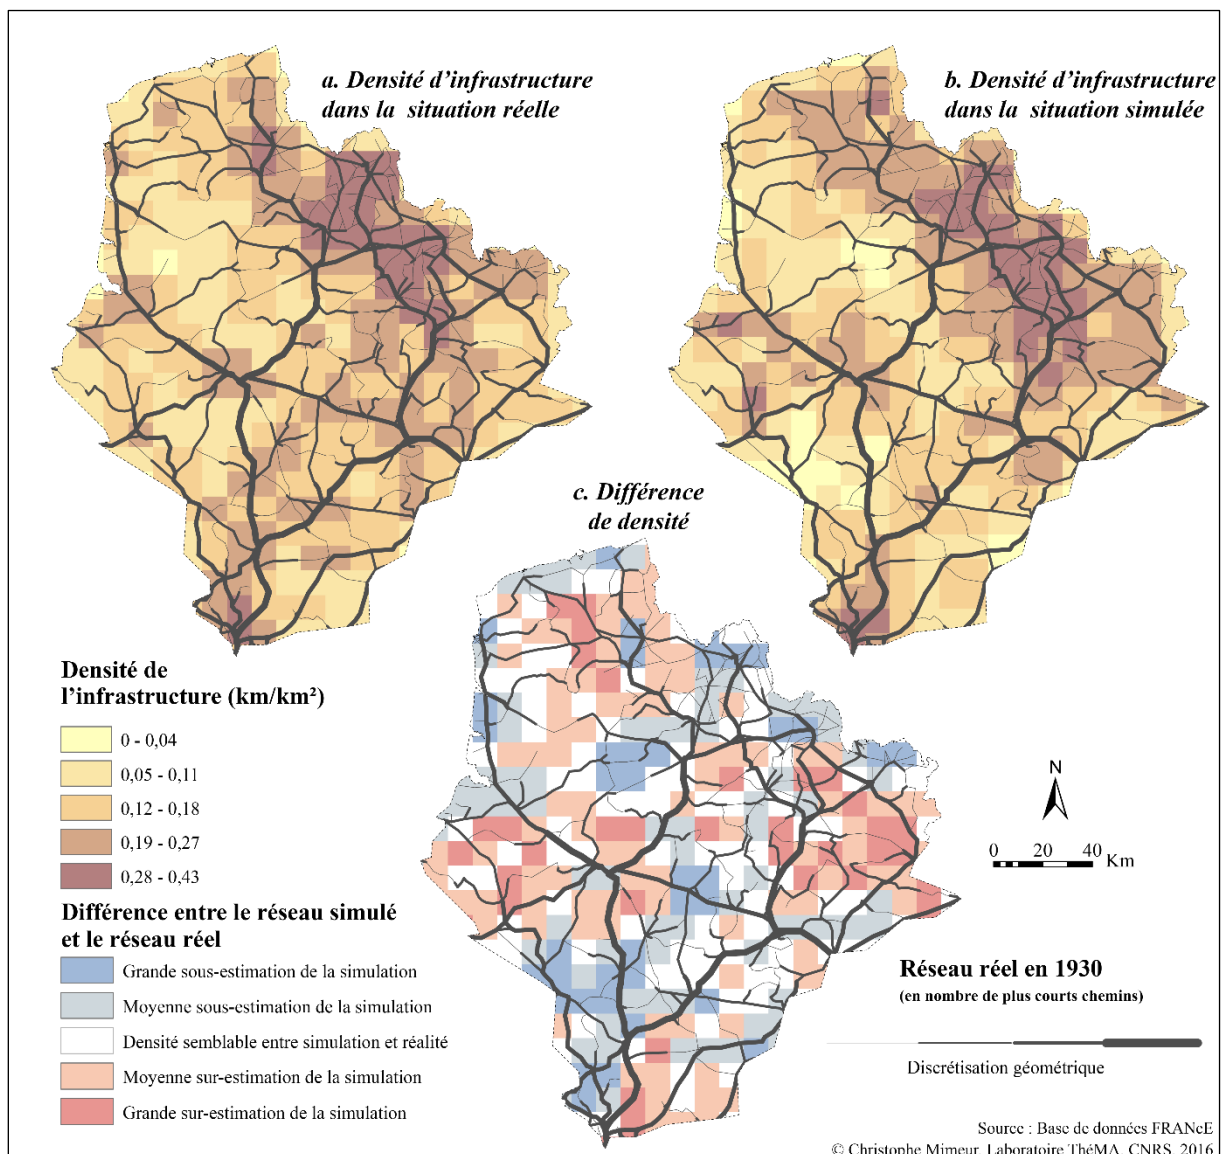 a. Densité d'infrastructure
dans la situation réelle
b. Densité d'infrastructure
dans la situation simulée
c. Différence
de densité
Densité de
l'infrastructure (km/km²)
0 - 0,04
0,05 - 0,11
0,12 - 0,18
0,19 - 0,27
0,28 - 0,43
Différence entre le réseau simulé
et le réseau réel
Grande sous-estimation de la simulation
Moyenne sous-estimation de la simulation
Densité semblable entre simulation et réalité
Moyenne sur-estimation de la simulation
Grande sur-estimation de la simulation
N
0 20 40 Km
Réseau réel en 1930
(en nombre de plus courts chemins)
Discrétisation géométrique
Source : Base de données FRANcE
© Christophe Mimeur, Laboratoire ThéMA, CNRS, 2016